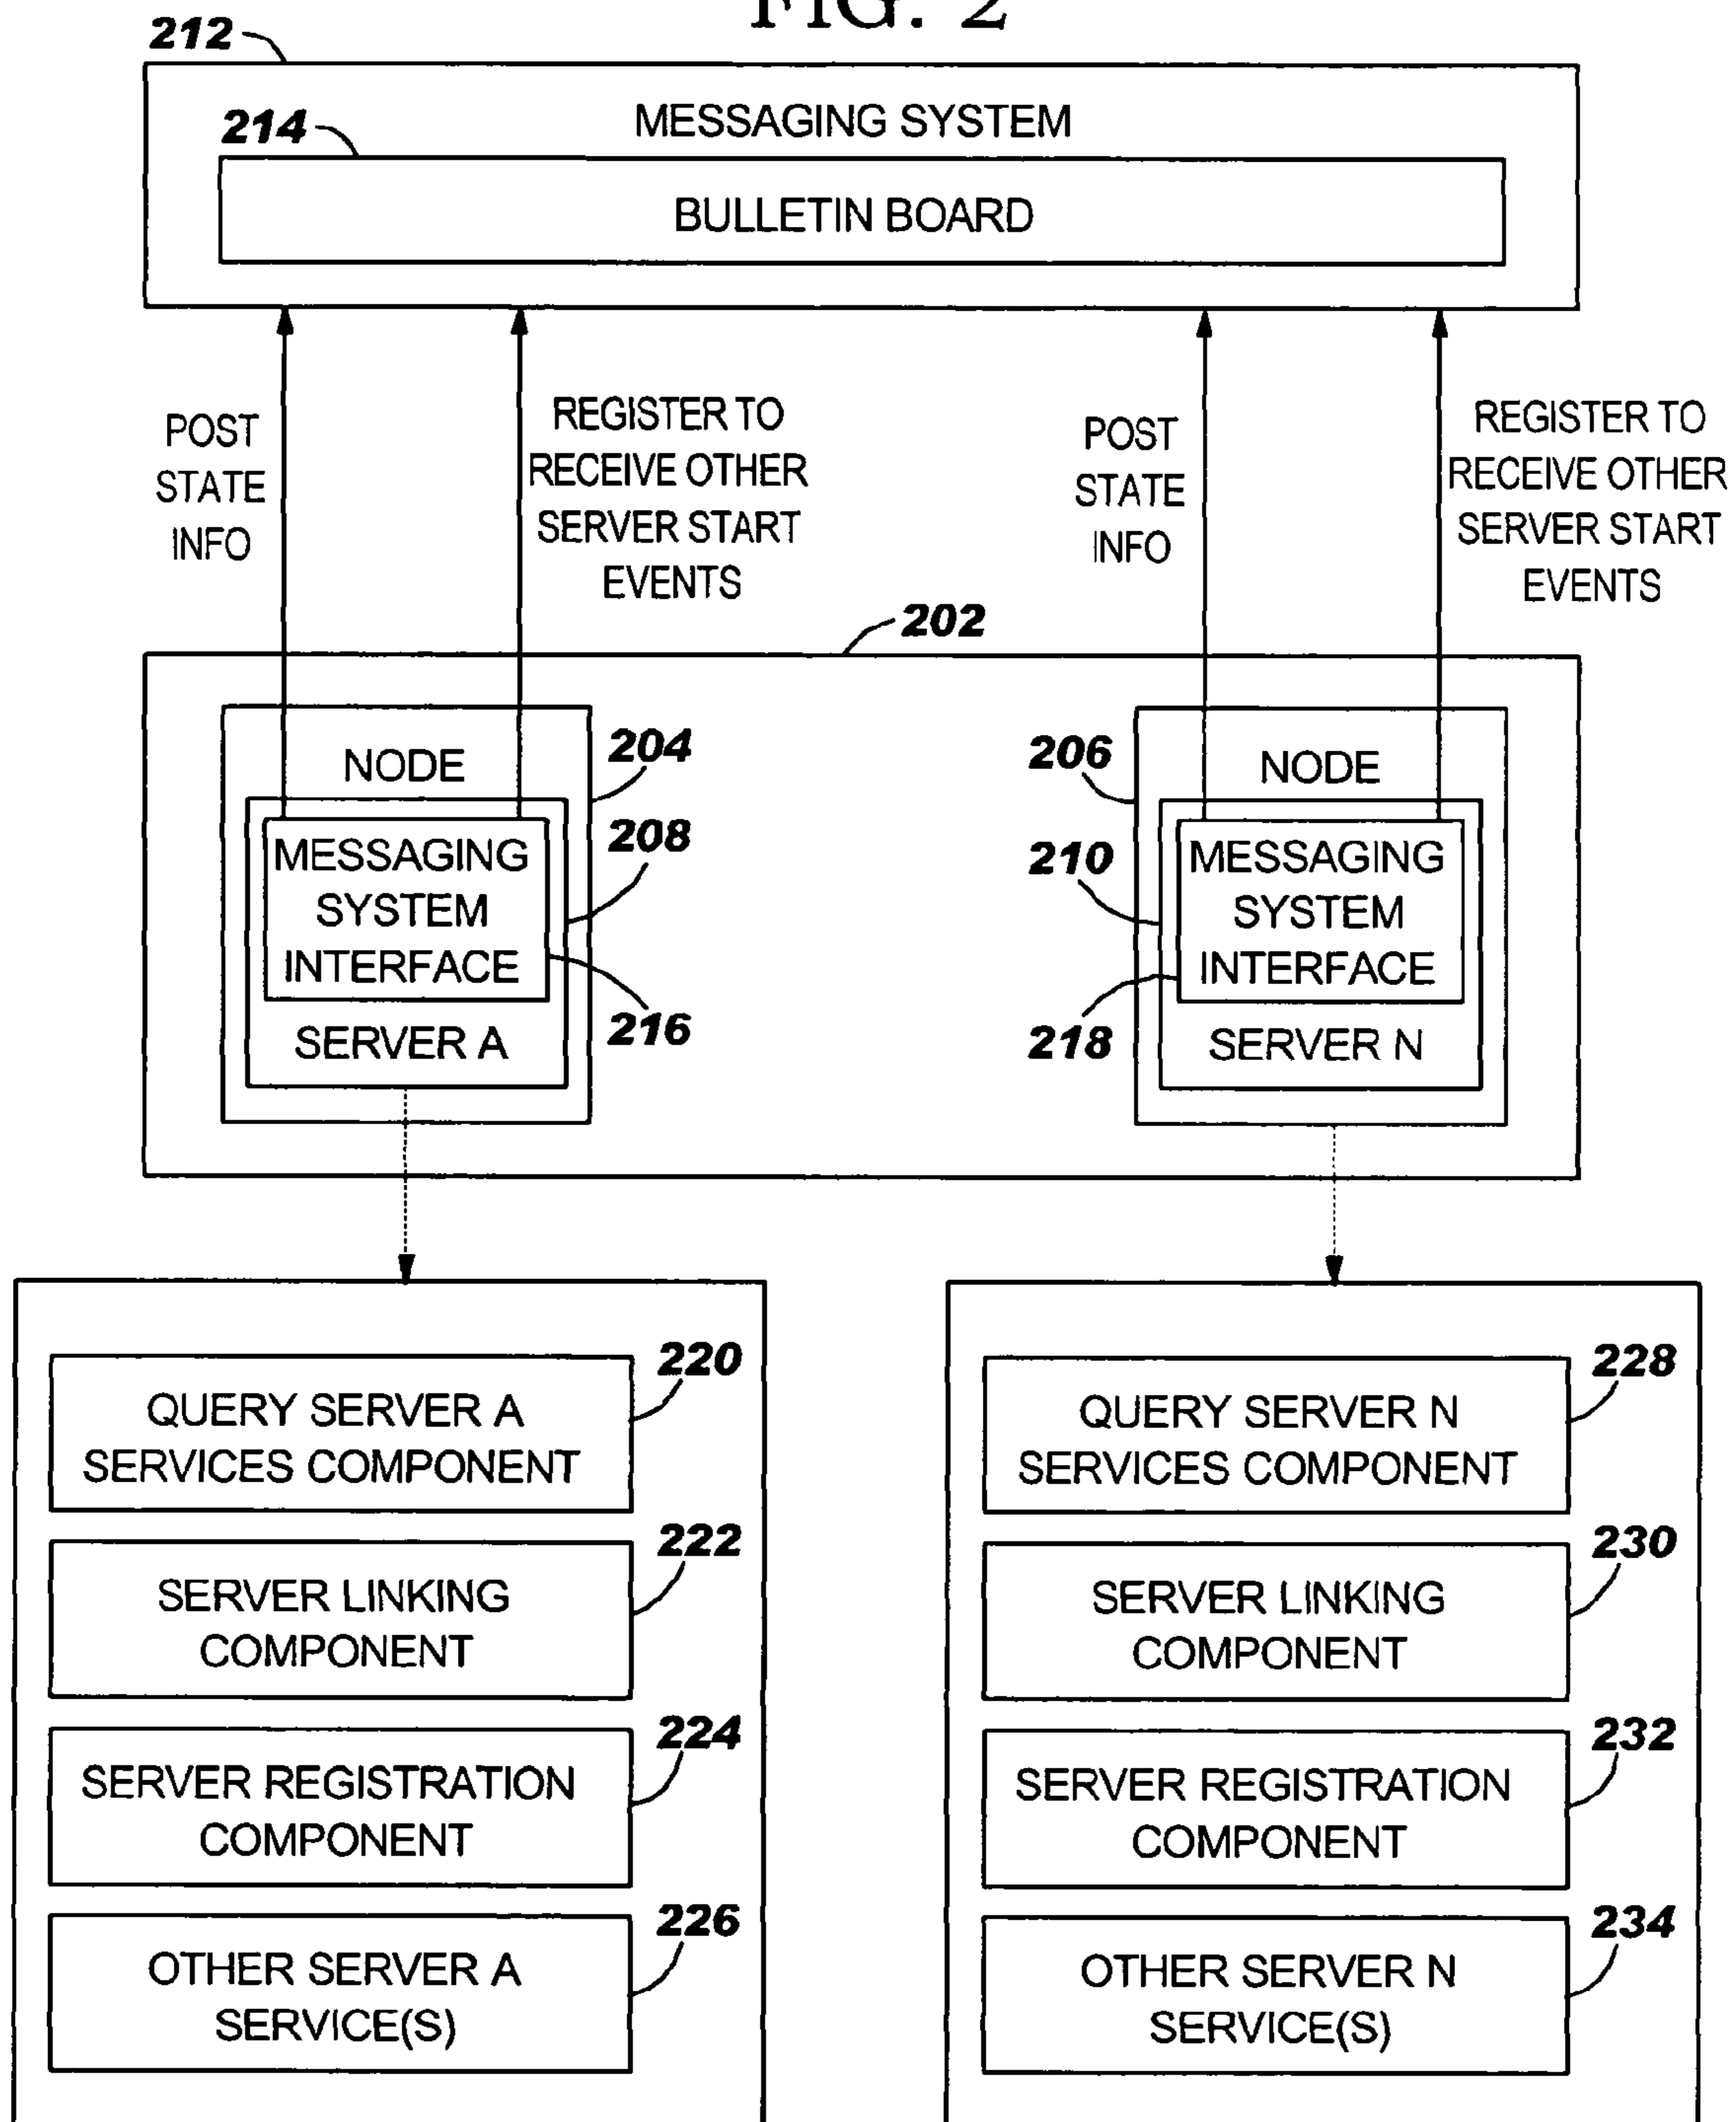 FIG. 2
212
MESSAGING SYSTEM
214
BULLETIN BOARD
POST
STATE
INFO
REGISTER TO
RECEIVE OTHER
SERVER START
EVENTS
POST
STATE
INFO
REGISTER TO
RECEIVE OTHER
SERVER START
EVENTS
202
NODE
204
MESSAGING
SYSTEM
INTERFACE
208
216
SERVER A
206
NODE
210
MESSAGING
SYSTEM
INTERFACE
218
SERVER N
220
QUERY SERVER A
SERVICES COMPONENT
222
SERVER LINKING
COMPONENT
224
SERVER REGISTRATION
COMPONENT
226
OTHER SERVER A
SERVICE(S)
228
QUERY SERVER N
SERVICES COMPONENT
230
SERVER LINKING
COMPONENT
232
SERVER REGISTRATION
COMPONENT
234
OTHER SERVER N
SERVICE(S)